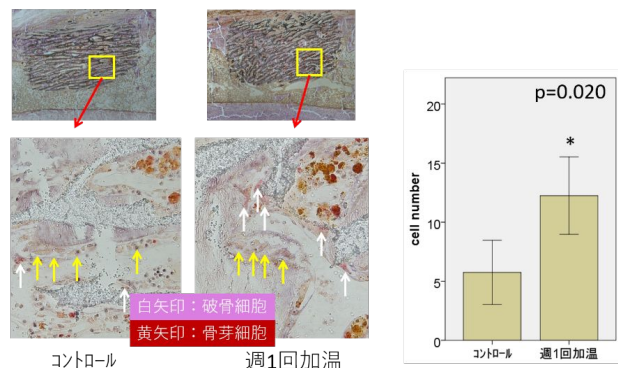 白矢印：破骨細胞
黄矢印：骨芽細胞
コントロール
週1回加温
p=0.020
*
cell number
20
15
10
5
0
コントロール
週1回加温